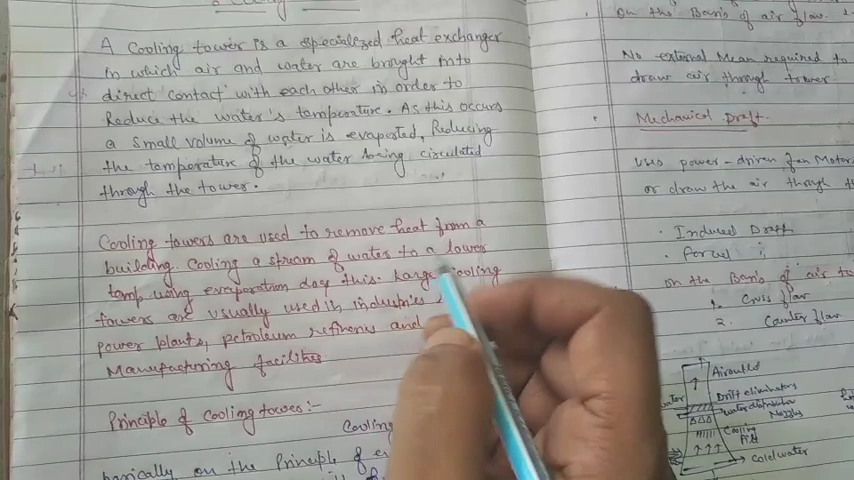 A Cooling tower is a specialized heat exchanger
in which air and water are brought into
direct contact with each other in order to
Reduce the water's temperature. As this occurs
a small volume of water is evaported, Reducing
the temperature of the water being circulated
through the tower.
Cooling towers are used to remove heat from a
building. Cooling a stream of water to a lower
temp using evaporation does this. Large cooling
towers are usually used in industries
power plants, petroleum refineris and
Manufacturing facilites
Principle of Cooling tower:-
Cooling
basically on the Principle of
On the Basis of air flow.
No external Mean required to
draw air through tower.
Mechanical Draft.
Uses power-driven fan Motor
or draw the air through th
Induced Draft
Forced
on the Basis of air to
1. Cross flow
2. Counter flow
Air outlet
Drift eliminators
water distributor
Nozzles
Cooling
fill
Cold water